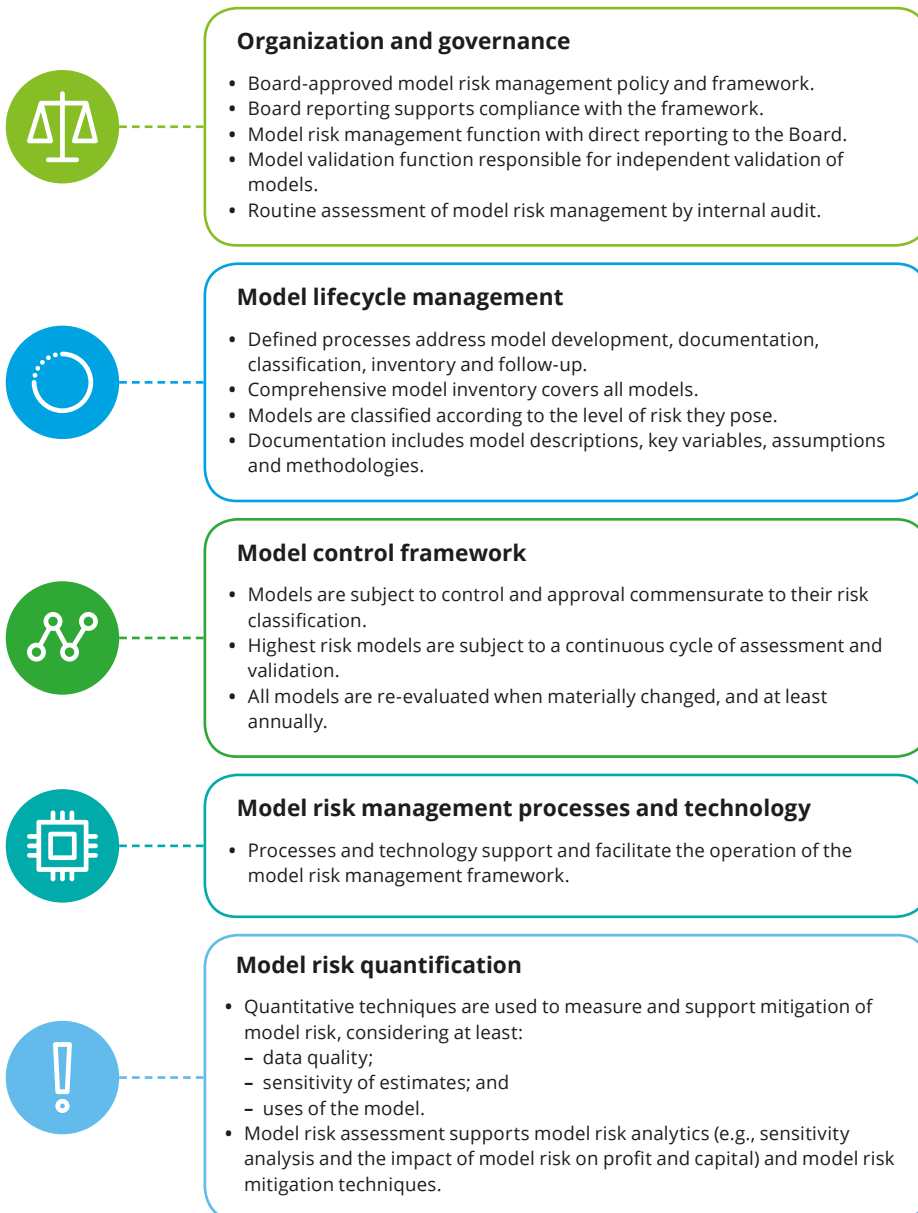 Organization and governance
• Board-approved model risk management policy and framework.
• Board reporting supports compliance with the framework.
• Model risk management function with direct reporting to the Board.
• Model validation function responsible for independent validation of
models.
• Routine assessment of model risk management by internal audit.
Model lifecycle management
• Defined processes address model development, documentation,
classification, inventory and follow-up.
• Comprehensive model inventory covers all models.
• Models are classified according to the level of risk they pose.
• Documentation includes model descriptions, key variables, assumptions
and methodologies.
Model control framework
• Models are subject to control and approval commensurate to their risk
classification.
• Highest risk models are subject to a continuous cycle of assessment and
validation.
• All models are re-evaluated when materially changed, and at least
annually.
Model risk management processes and technology
• Processes and technology support and facilitate the operation of the
model risk management framework.
Model risk quantification
• Quantitative techniques are used to measure and support mitigation of
model risk, considering at least:
– data quality;
– sensitivity of estimates; and
– uses of the model.
• Model risk assessment supports model risk analytics (e.g., sensitivity
analysis and the impact of model risk on profit and capital) and model risk
mitigation techniques.